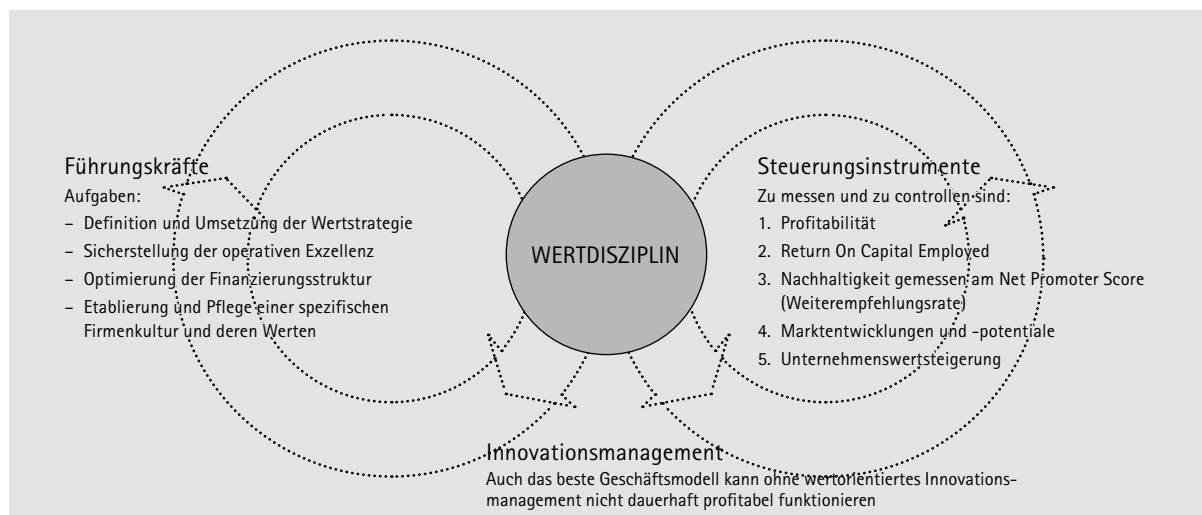 Führungskräfte
Aufgaben:
– Definition und Umsetzung der Wertstrategie
– Sicherstellung der operativen Exzellenz
– Optimierung der Finanzierungsstruktur
– Etablierung und Pflege einer spezifischen
Firmenkultur und deren Werten
WERTDISZIPLIN
Steuerungsinstrumente
Zu messen und zu controllen sind:
1. Profitabilität
2. Return On Capital Employed
3. Nachhaltigkeit gemessen am Net Promoter Score
(Weiterempfehlungsrate)
4. Marktentwicklungen und -potentiale
5. Unternehmenswertsteigerung
Innovationsmanagement
Auch das beste Geschäftsmodell kann ohne wertorientiertes Innovations-
management nicht dauerhaft profitabel funktionieren